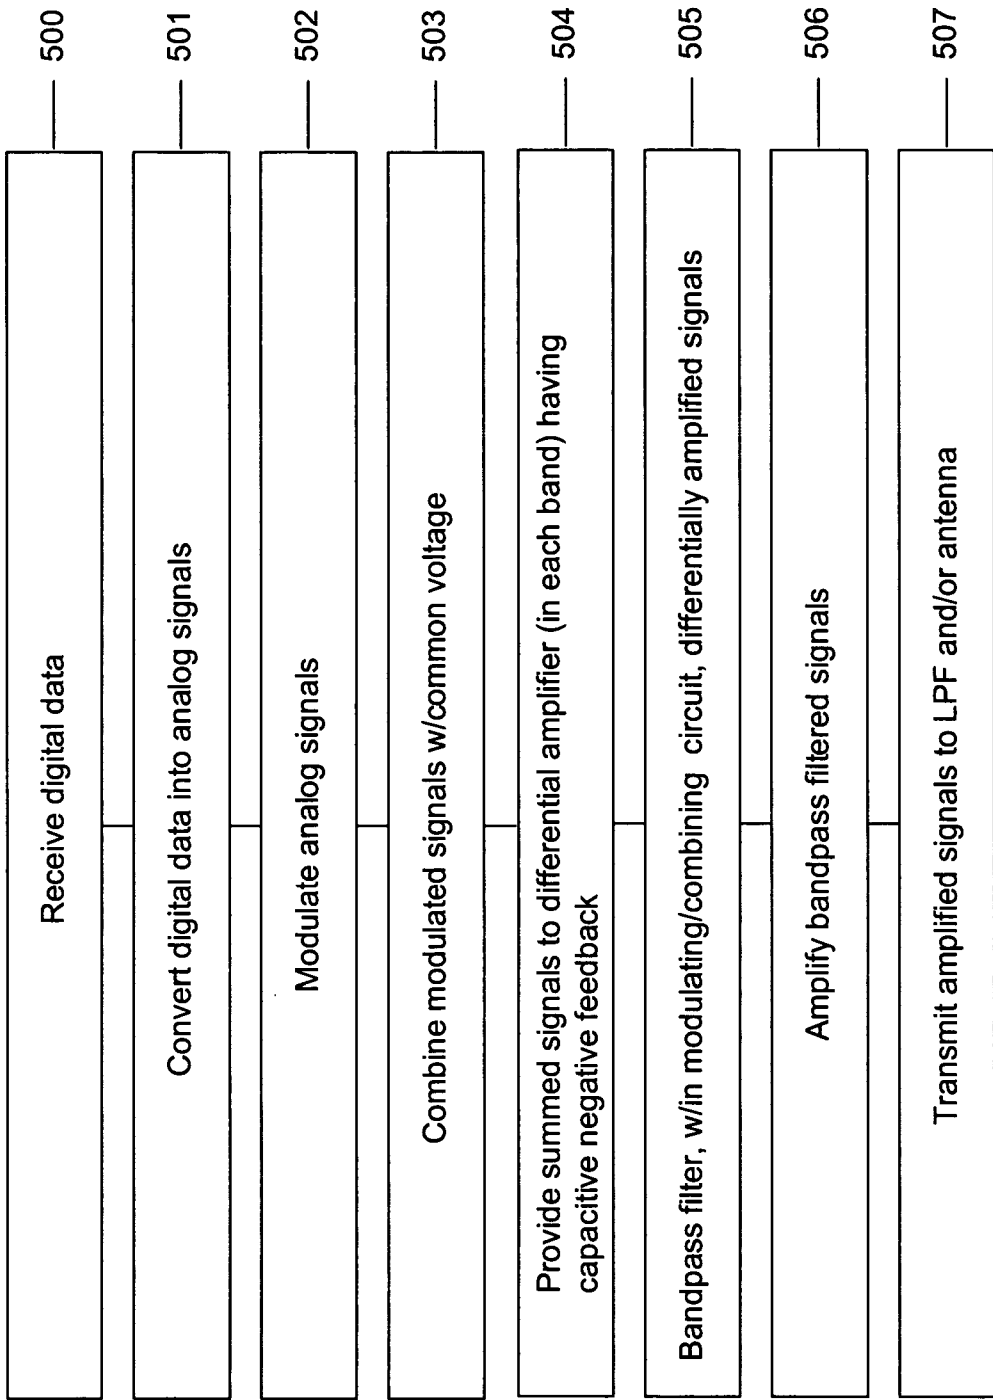 Receive digital data
500
Convert digital data into analog signals
501
Modulate analog signals
502
Combine modulated signals w/common voltage
503
Provide summed signals to differential amplifier (in each band) having
capacitive negative feedback
504
Bandpass filter, w/in modulating/combining circuit, differentially amplified signals
505
Amplify bandpass filtered signals
506
Transmit amplified signals to LPF and/or antenna
507